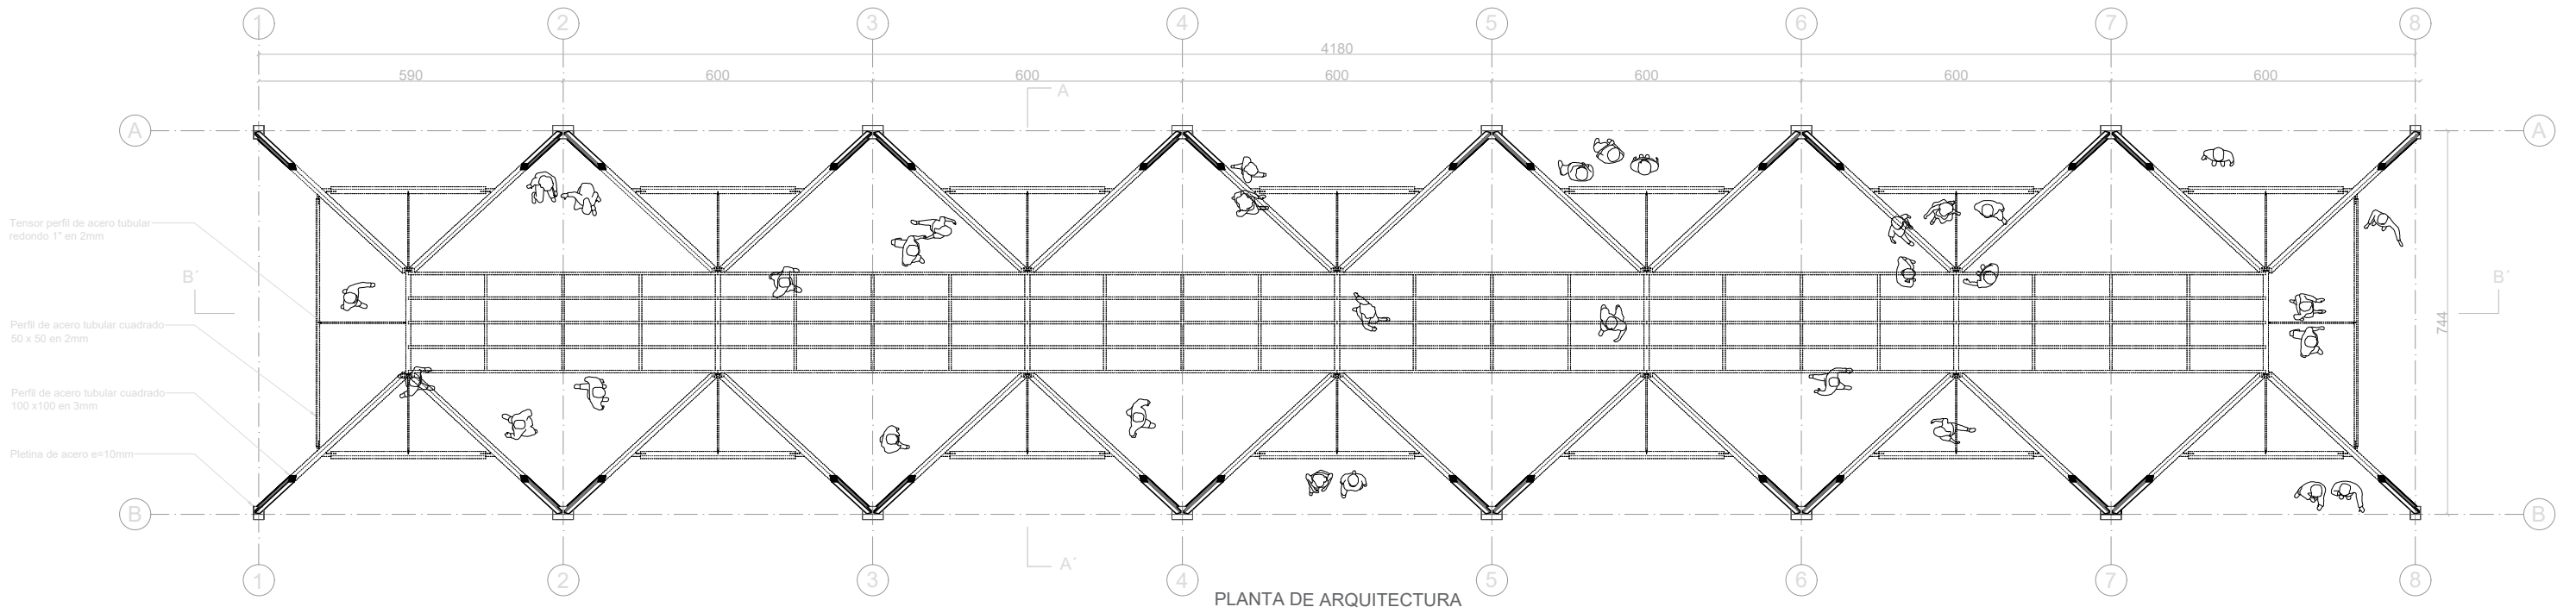 1 2 3 4 5 6 7 8
4180
590 600 600 600 600 600 600
A
A A
Tensor perfil de acero tubular
redondo 1" en 2mm
B´ B´
Perfil de acero tubular cuadrado
50 x 50 en 2mm
744
Perfil de acero tubular cuadrado
100 x100 en 3mm
Pletina de acero e=10mm
B B
A´
1 2 3 4 5 6 7 8
PLANTA DE ARQUITECTURA